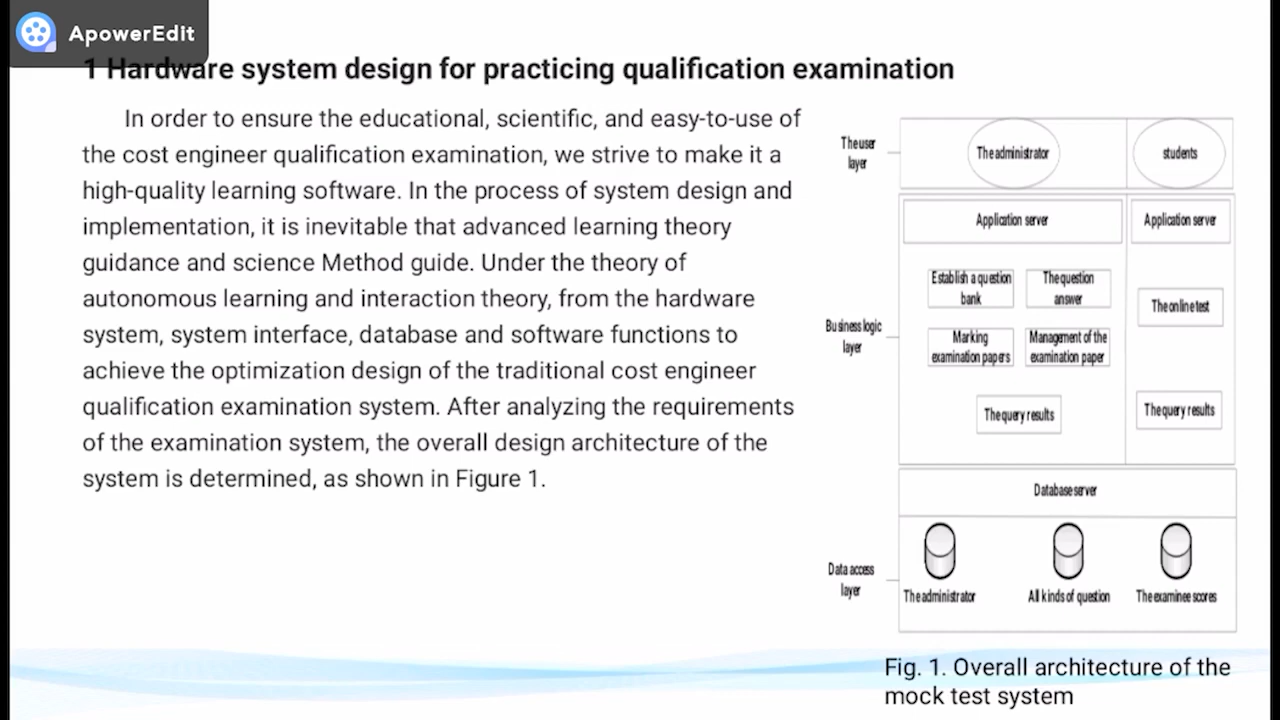 ApowerEdit
1 Hardware system design for practicing qualification examination
In order to ensure the educational, scientific, and easy-to-use of
the cost engineer qualification examination, we strive to make it a
high-quality learning software. In the process of system design and
implementation, it is inevitable that advanced learning theory
guidance and science Method guide. Under the theory of
autonomous learning and interaction theory, from the hardware
system, system interface, database and software functions to
achieve the optimization design of the traditional cost engineer
qualification examination system. After analyzing the requirements
of the examination system, the overall design architecture of the
system is determined, as shown in Figure 1.
The user
layer
The administrator
students
Business logic
layer
Application server
Establish a question
bank
The question
answer
Marking
examination papers
Management of the
examination paper
The query results
Application server
The online test
The query results
Data access
layer
Database server
The administrator
All kinds of question
The examinee scores
Fig. 1. Overall architecture of the
mock test system